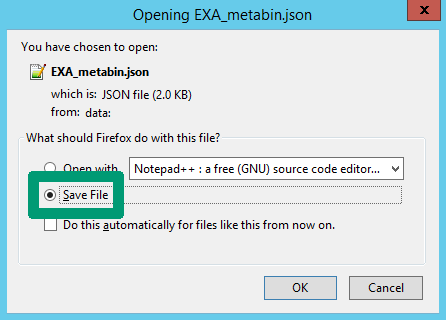 Opening EXA_metabin.json
You have chosen to open:
EXA_metabin.json
which is: JSON file (2.0 KB)
from: data:
What should Firefox do with this file?
Open with Notepad++ : a free (GNU) source code editor...
Save File
Do this automatically for files like this from now on.
OK Cancel